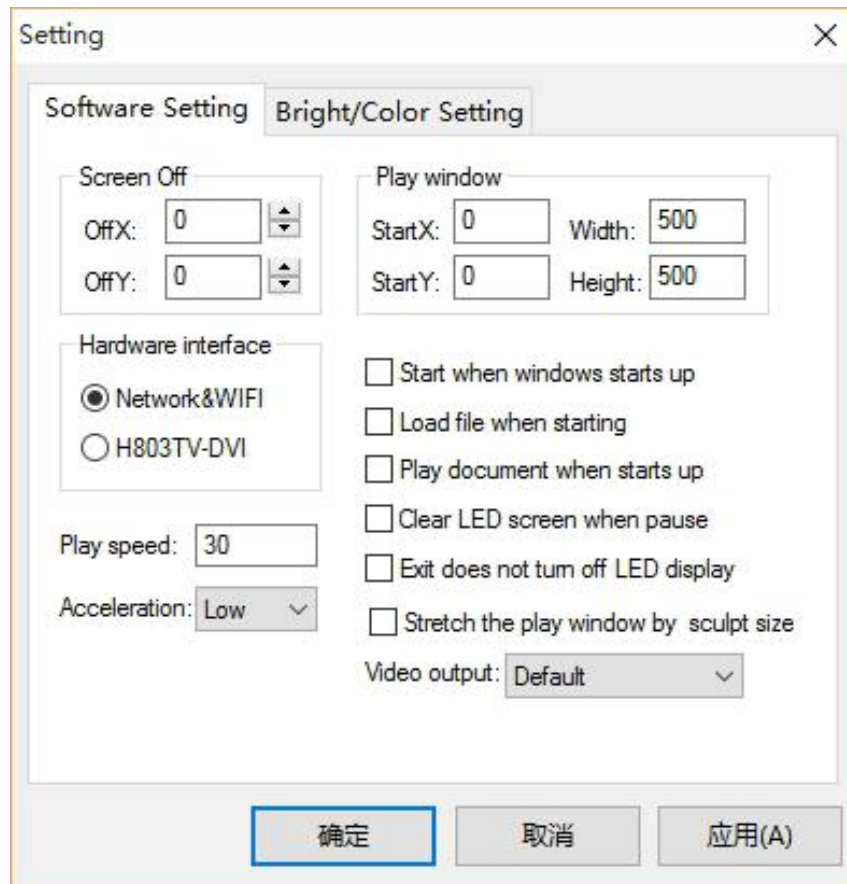 Setting
Software Setting
Bright/Color Setting
Screen Off
OffX: 0
OffY: 0
Play window
StartX: 0 Width: 500
StartY: 0 Height: 500
Hardware interface
Network&WIFI
H803TV-DVI
Play speed: 30
Acceleration: Low
Start when windows starts up
Load file when starting
Play document when starts up
Clear LED screen when pause
Exit does not turn off LED display
Stretch the play window by sculpt size
Video output: Default
确定
取消
应用(A)